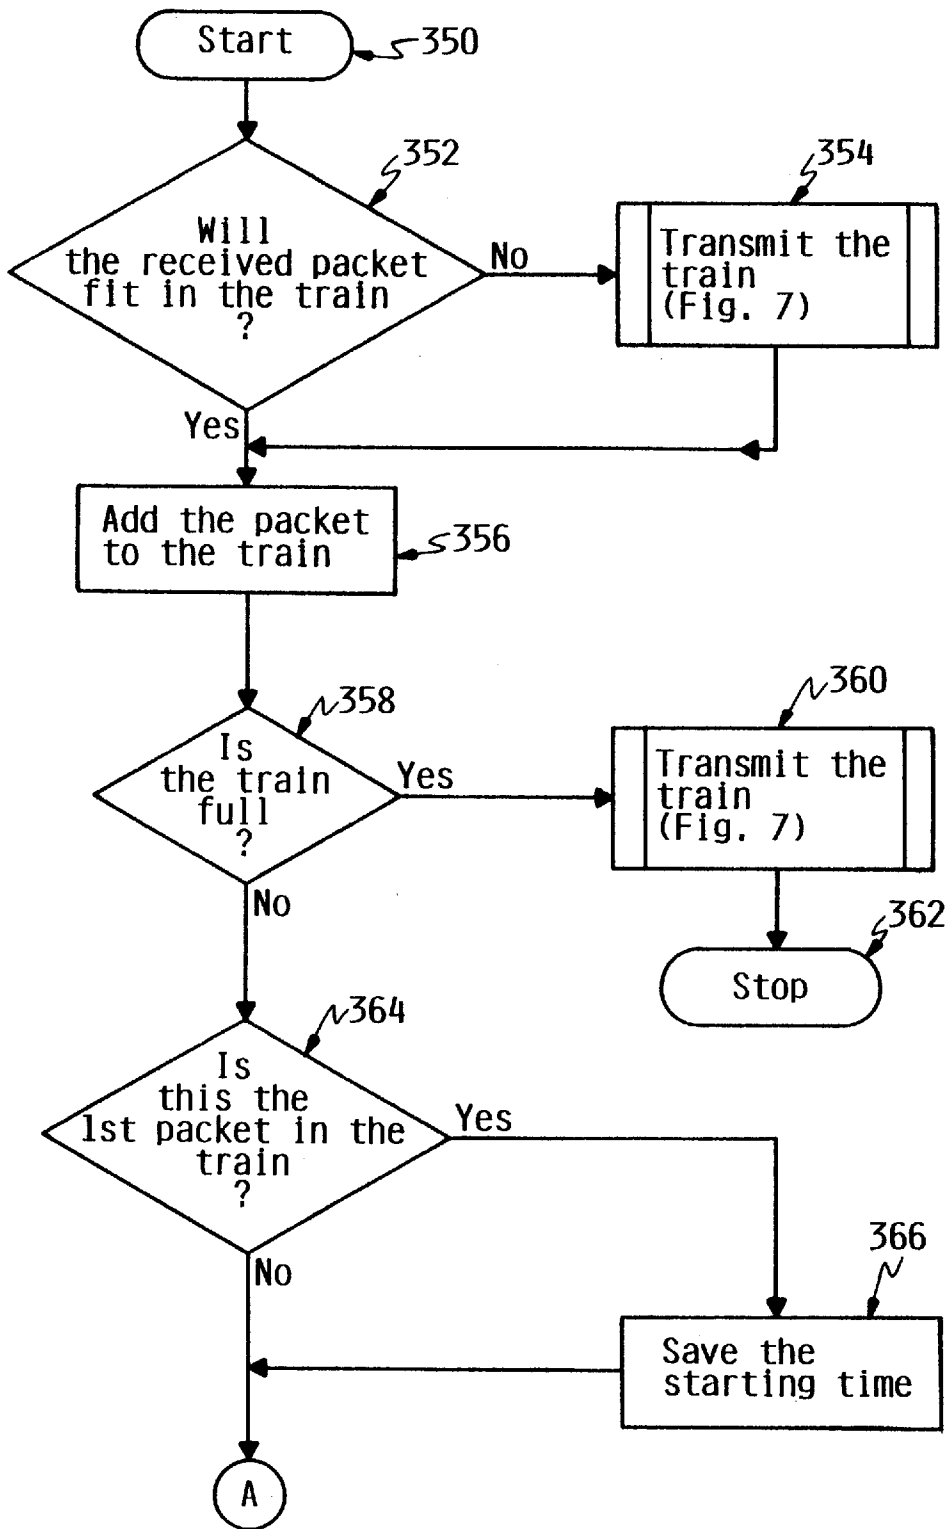 Start
350
352
Will
the received packet
fit in the train
?
No
354
Transmit the
train
(Fig. 7)
Yes
Add the packet
to the train
356
358
Is
the train
full
?
Yes
360
Transmit the
train
(Fig. 7)
No
362
Stop
364
Is
this the
1st packet in the
train
?
Yes
No
366
Save the
starting time
A